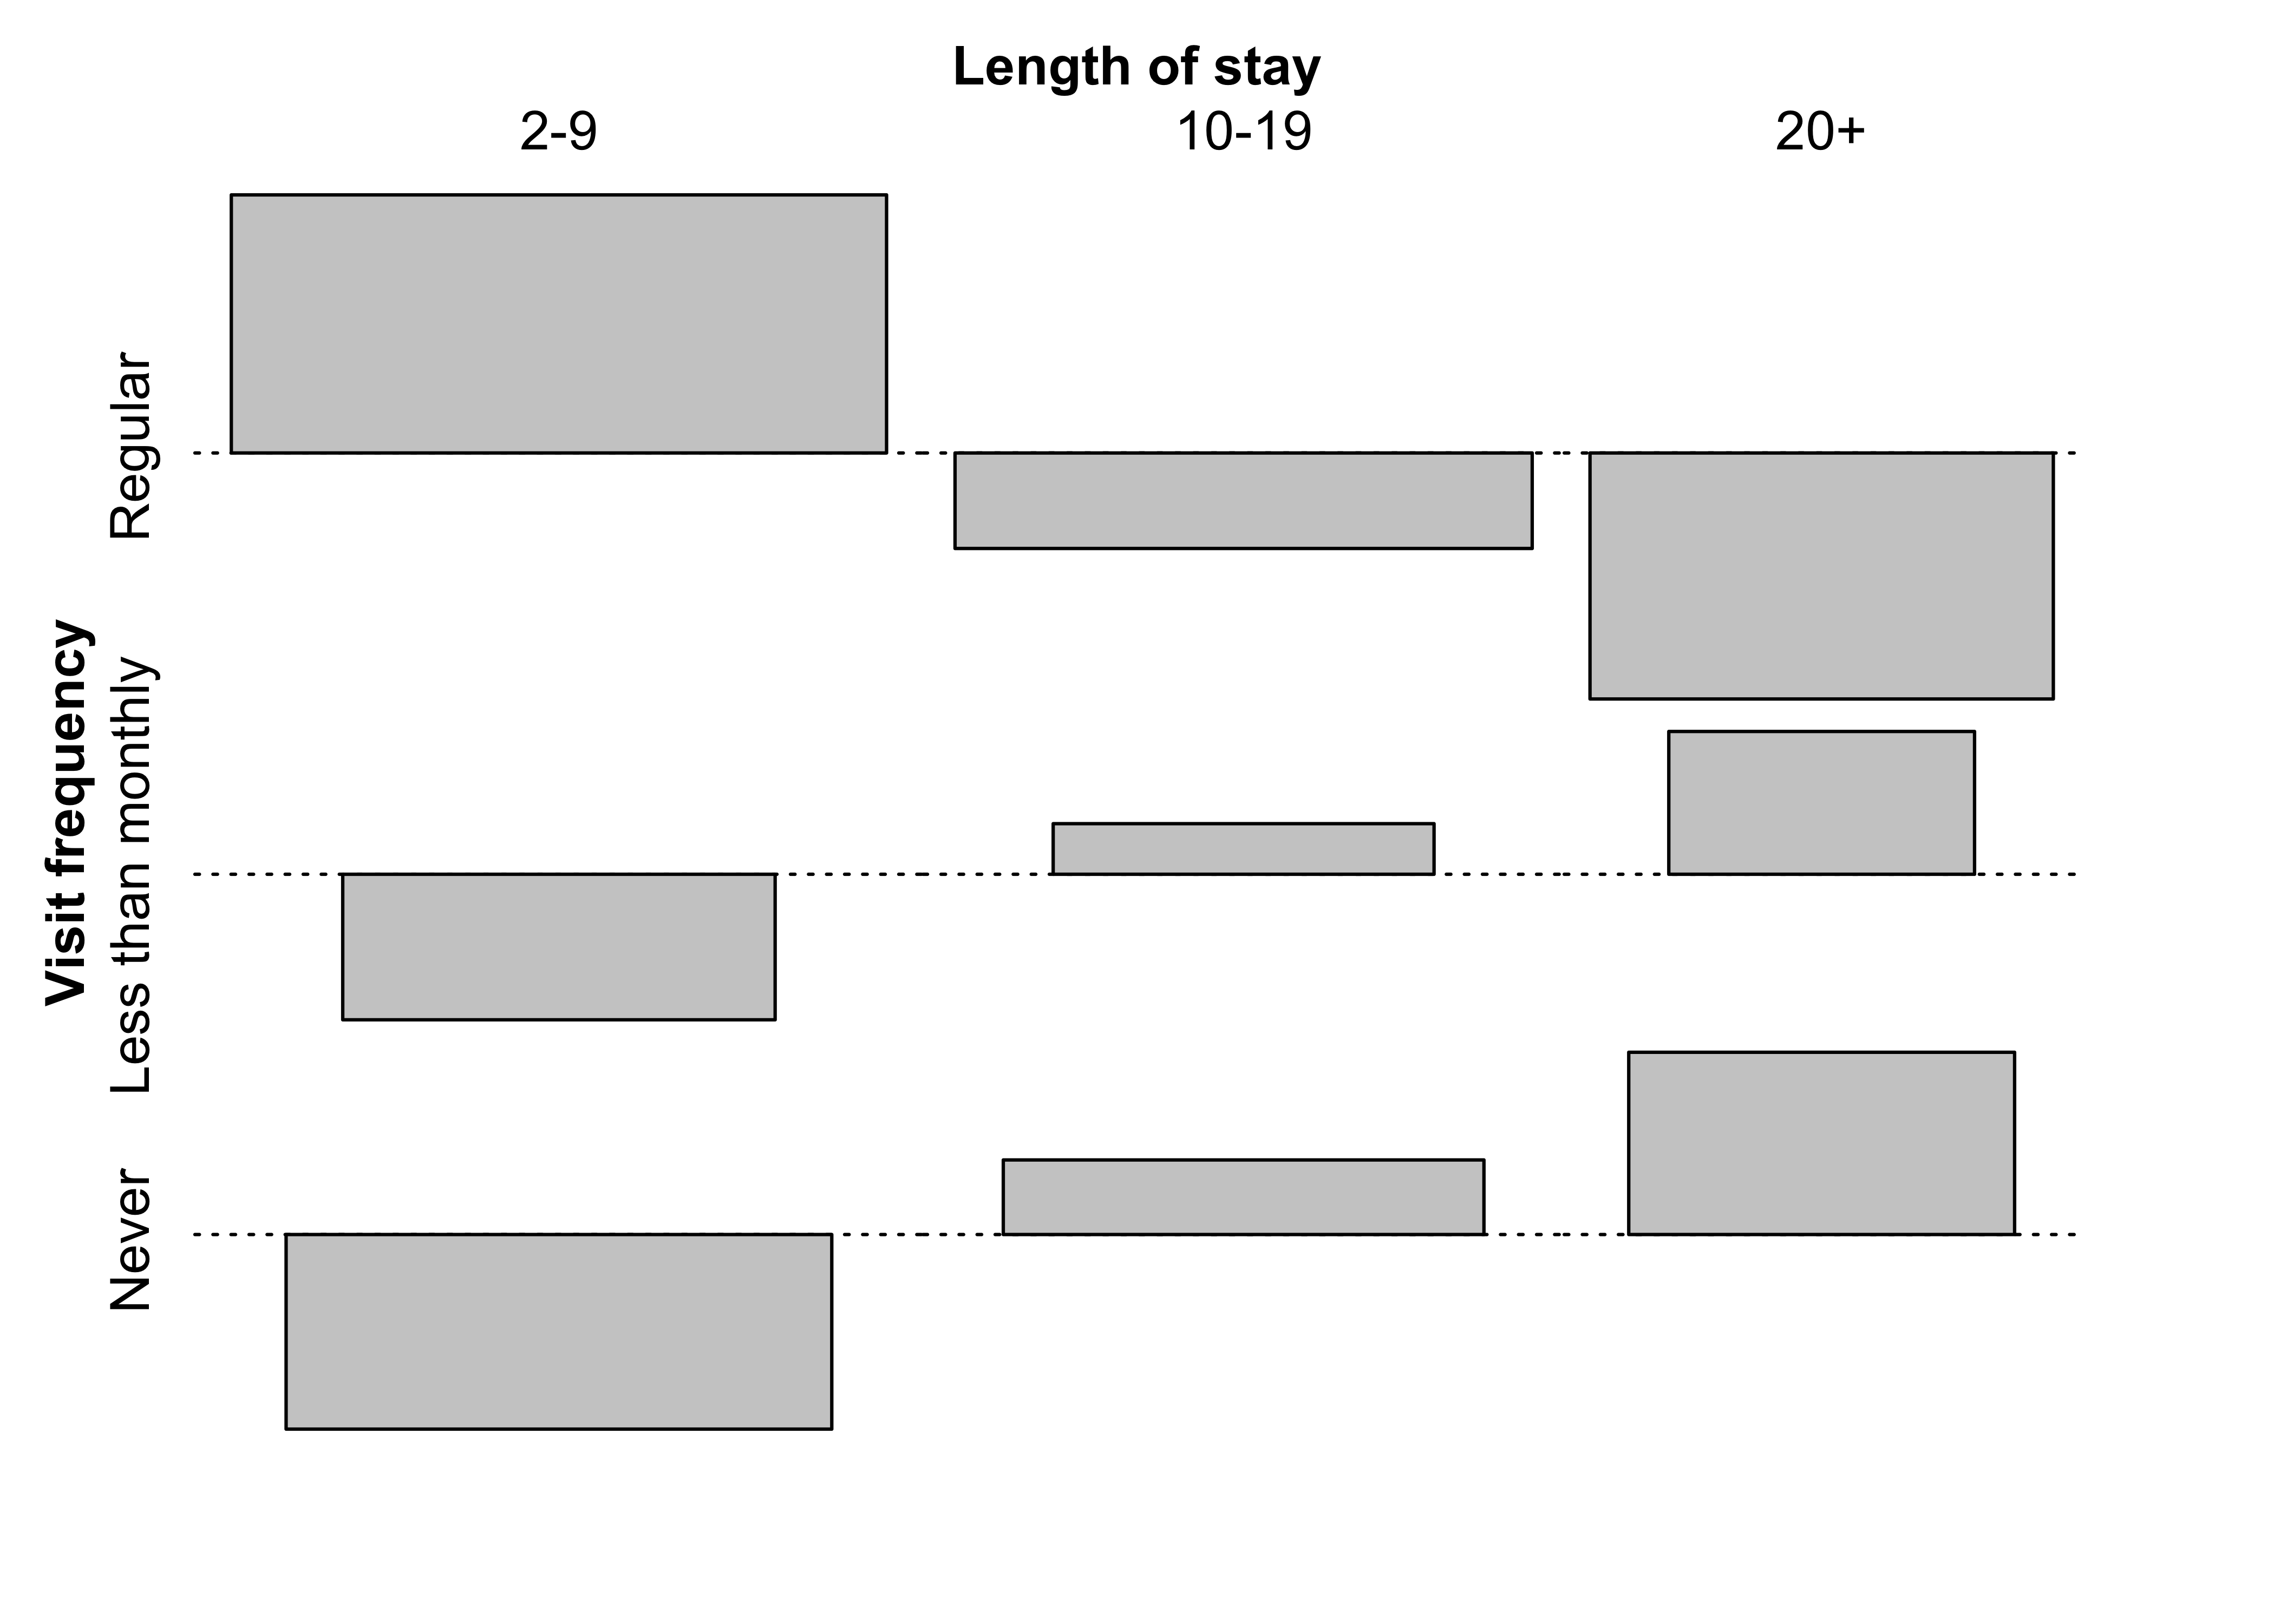 Length of stay
2-9 10-19 20+
Visit frequency
Regular
Less than monthly
Never